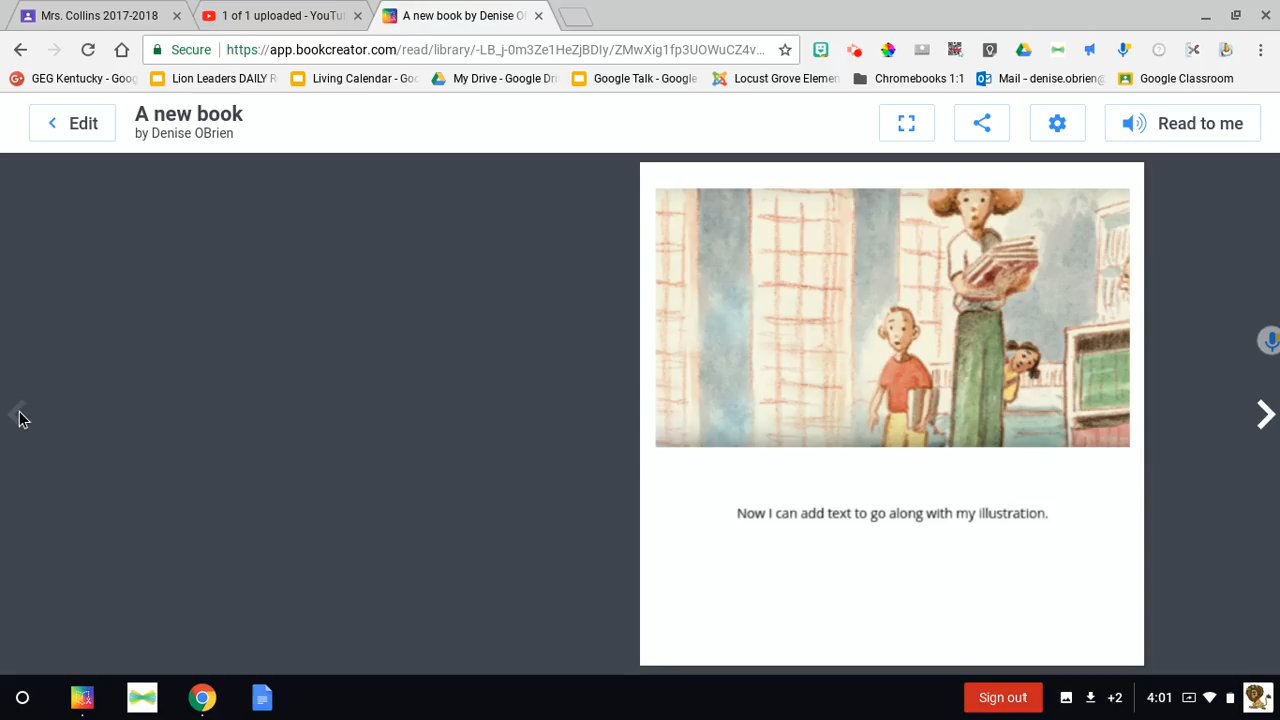 Mrs. Collins 2017-2018
1 of 1 uploaded - YouTu
A new book by Denise O
Secure
https://app.bookcreator.com/read/library/-LB_j-0m3Ze1HeZjBDIy/ZMwXig1fp3UOWuCZ4v...
GEG Kentucky - Goo
Lion Leaders DAILY R
Living Calendar - Go
My Drive - Google Dri
Google Talk - Google
Locust Grove Elemen
Chromebooks 1:1
Mail - denise.obrien@
Google Classroom
Edit
A new book
by Denise OBrien
Read to me
Now I can add text to go along with my illustration.
Sign out
+2
4:01